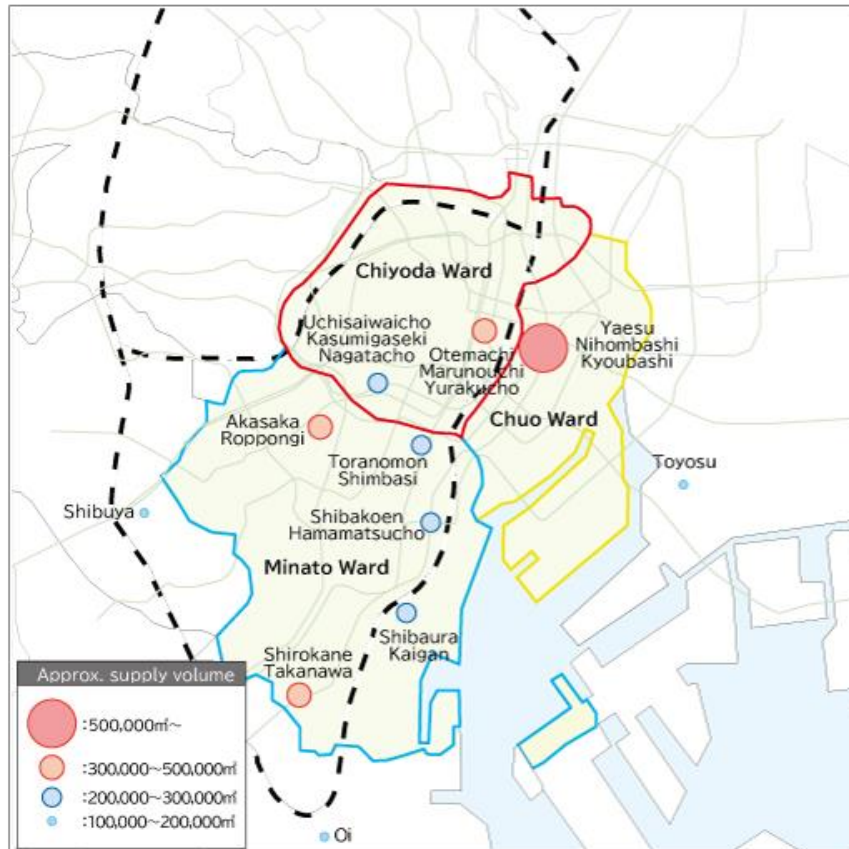 Chiyoda Ward
Uchisaiwaicho
Kasumigaseki
Nagatacho
Otemachi
Marunouchi
Yurakucho
Yaesu
Nihombashi
Kyoubashi
Chuo Ward
Akasaka
Roppongi
Toranomon
Shimbasi
Toyosu
Shibuya
Shibakoen
Hamamatsucho
Minato Ward
Shibaura
Kaigan
Shirokane
Takanawa
Approx. supply volume
:500,000㎡~
:300,000~500,000㎡
:200,000~300,000㎡
:100,000~200,000㎡
Oi